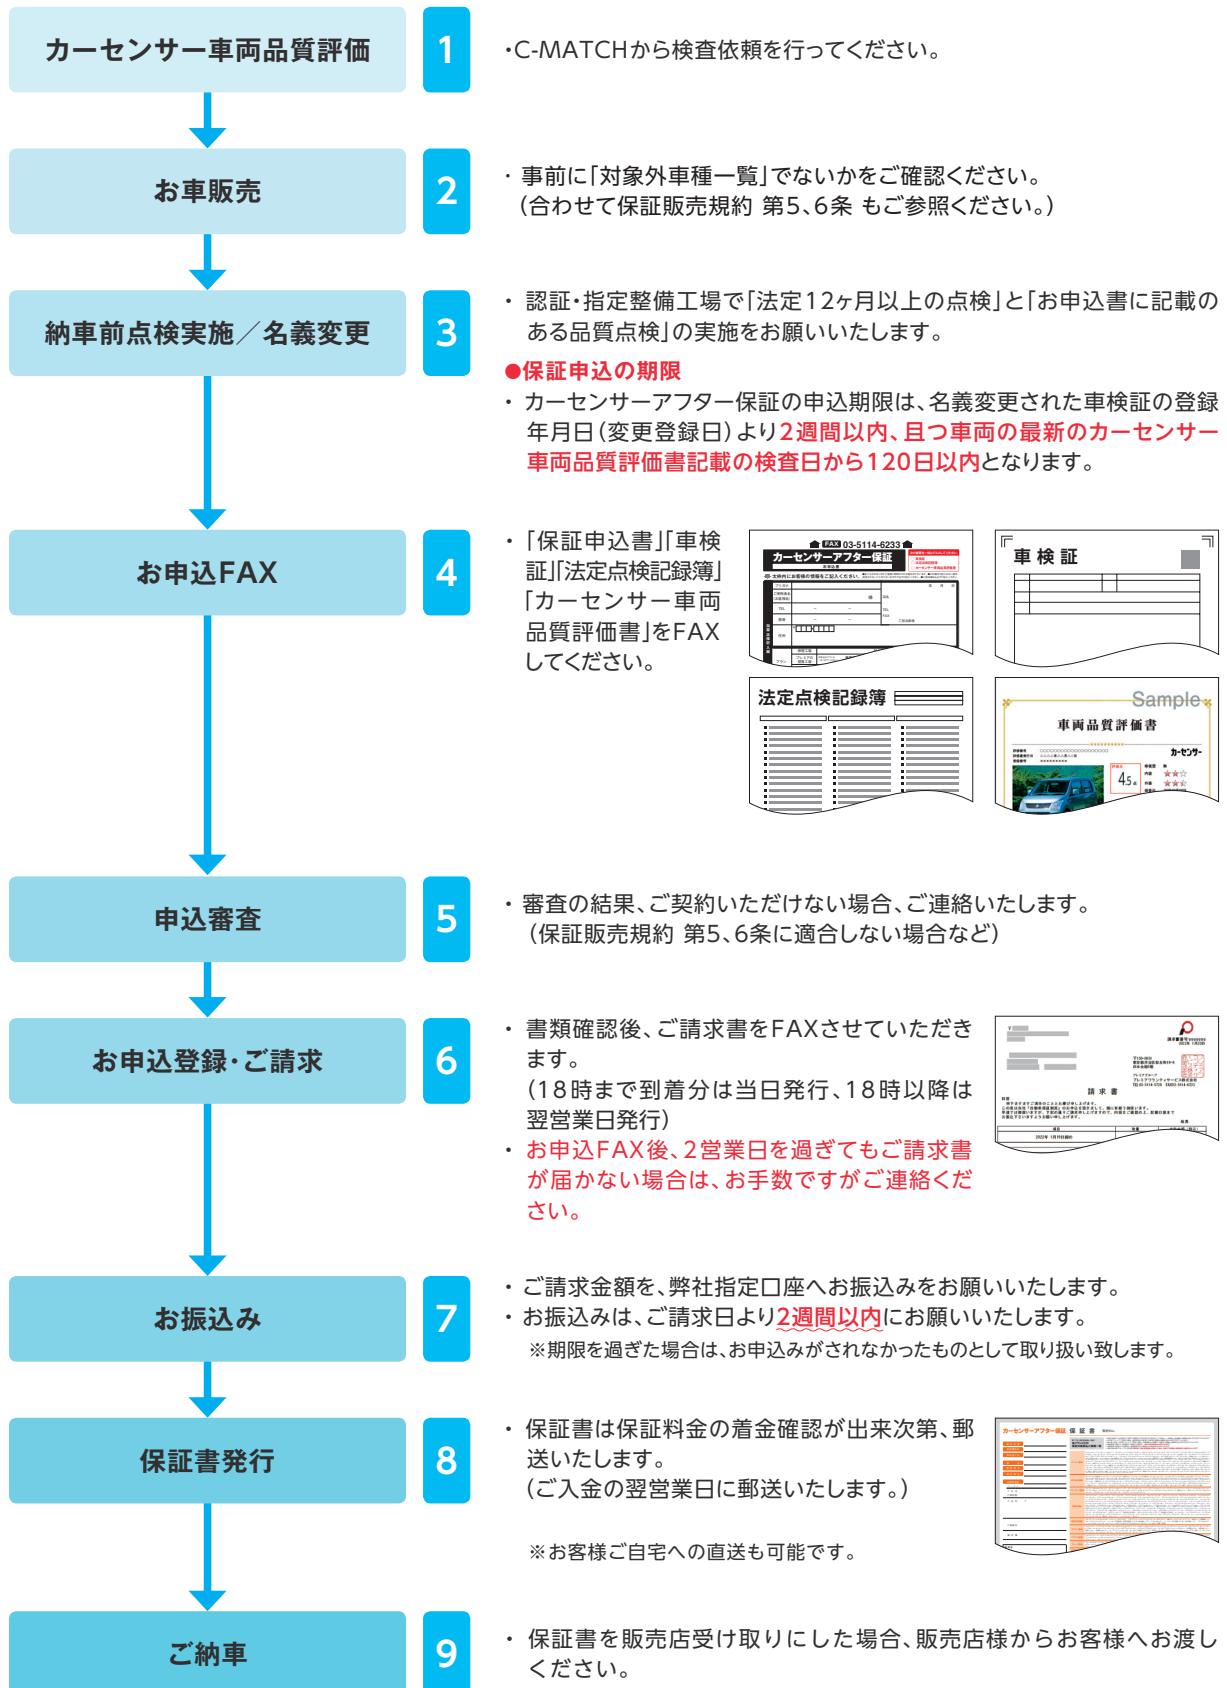 カーセンサー車両品質評価
1
・C-MATCHから検査依頼を行ってください。
お車販売
2
・事前に「対象外車種一覧」でないかをご確認ください。
(合わせて保証販売規約 第5、6条 もご参照ください。)
納車前点検実施／名義変更
3
・認証・指定整備工場で「法定12ヶ月以上の点検」と「お申込書に記載の
ある品質点検」の実施をお願いいたします。
●保証申込の期限
・カーセンサーアフター保証の申込期限は、名義変更された車検証の登録
年月日(変更登録日)より2週間以内、且つ車両の最新のカーセンサー
車両品質評価書記載の検査日から120日以内となります。
お申込FAX
4
・「保証申込書」「車検
証」「法定点検記録簿」
「カーセンサー車両
品質評価書」をFAX
してください。
FAX 03-5114-6233
カーセンサーアフター保証
お申込書
車検証
法定点検記録簿
Sample
車両品質評価書
カーセンサー
4.5点
申込審査
5
・審査の結果、ご契約いただけない場合、ご連絡いたします。
(保証販売規約 第5、6条に適合しない場合など)
お申込登録・ご請求
6
・書類確認後、ご請求書をFAXさせていただき
ます。
(18時まで到着分は当日発行、18時以降は
翌営業日発行)
・お申込FAX後、2営業日を過ぎてもご請求書
が届かない場合は、お手数ですがご連絡くだ
さい。
請求書
お振込み
7
・ご請求金額を、弊社指定口座へお振込みをお願いいたします。
・お振込みは、ご請求日より2週間以内にお願いいたします。
※期限を過ぎた場合は、お申込みがされなかったものとして取り扱い致します。
保証書発行
8
・保証書は保証料金の着金確認が出来次第、郵
送いたします。
(ご入金の翌営業日に郵送いたします。)
※お客様ご自宅への直送も可能です。
カーセンサーアフター保証 保証書
ご納車
9
・保証書を販売店受け取りにした場合、販売店様からお客様へお渡し
ください。